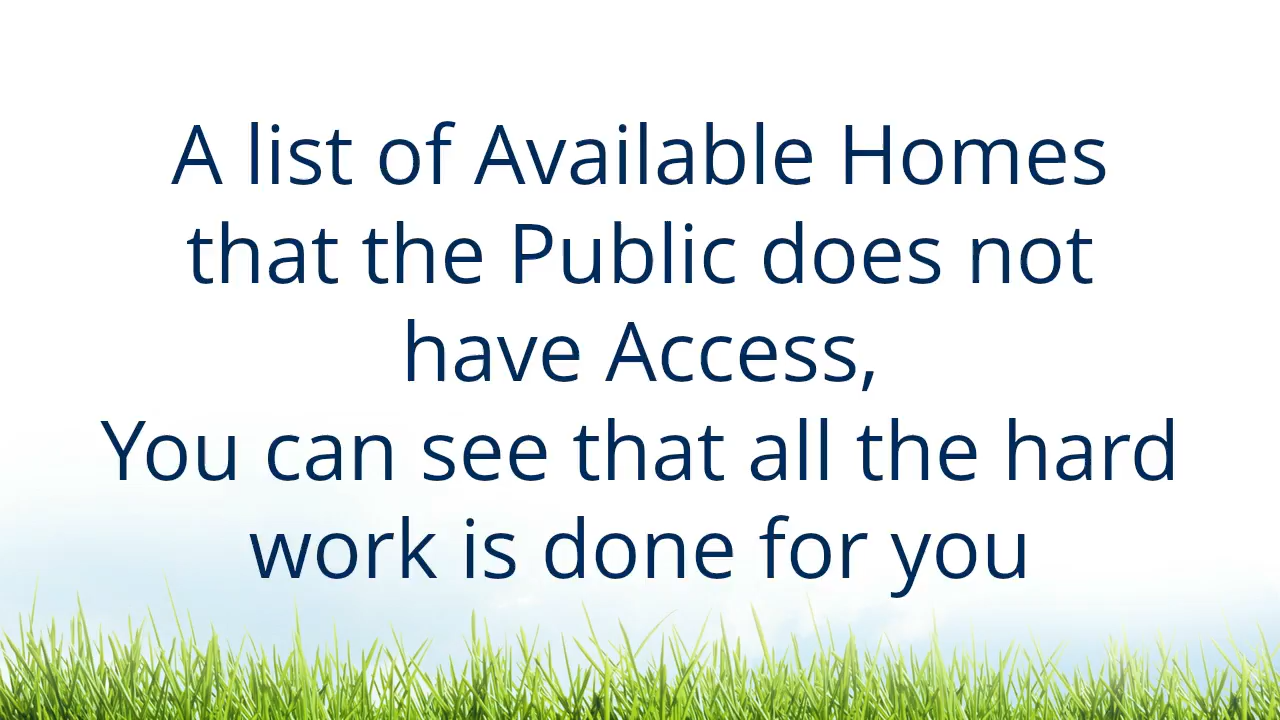 A list of Available Homes
that the Public does not
have Access,
You can see that all the hard
work is done for you